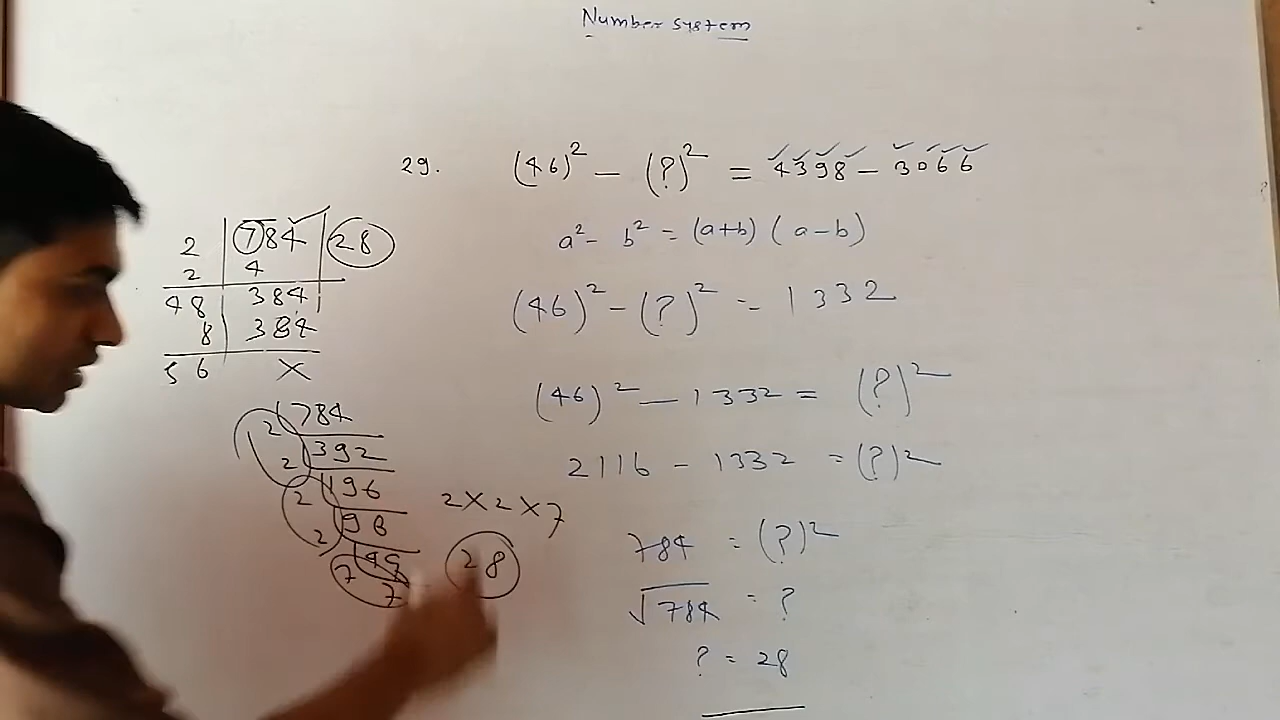 Number system
29. (46)² - (?)² = 4398 - 3066
a² - b² = (a+b) (a-b)
(46)² - (?)² = 1332
(46)² - 1332 = (?)²
2116 - 1332 = (?)²
784 = (?)²
√784 = ?
? = 28
2 784 28
2 4
48 384
8 384
56 X
784
2 392
2 196
2 98
2 49
7 7
2×2×7
28